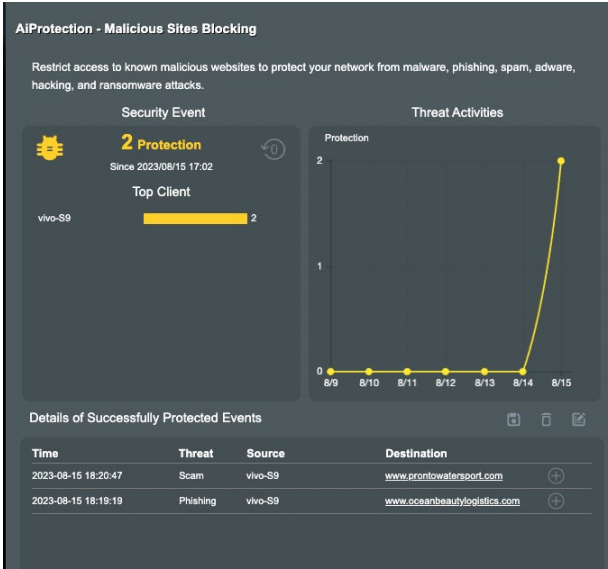 AiProtection - Malicious Sites Blocking
Restrict access to known malicious websites to protect your network from malware, phishing, spam, adware,
hacking, and ransomware attacks.
Security Event
2 Protection
0
Since 2023/08/15 17:02
Top Client
vivo-S9 2
Threat Activities
Protection
2
1
0
8/9 8/10 8/11 8/12 8/13 8/14 8/15
Details of Successfully Protected Events
Time Threat Source Destination
2023-08-15 18:20:47 Scam vivo-S9 www.prontowatersport.com
2023-08-15 18:19:19 Phishing vivo-S9 www.oceanbeautylogistics.com